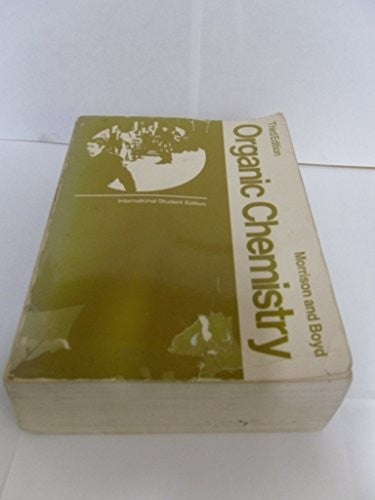 Third Edition
Organic Chemistry
Morrison and Boyd
International Student Edition